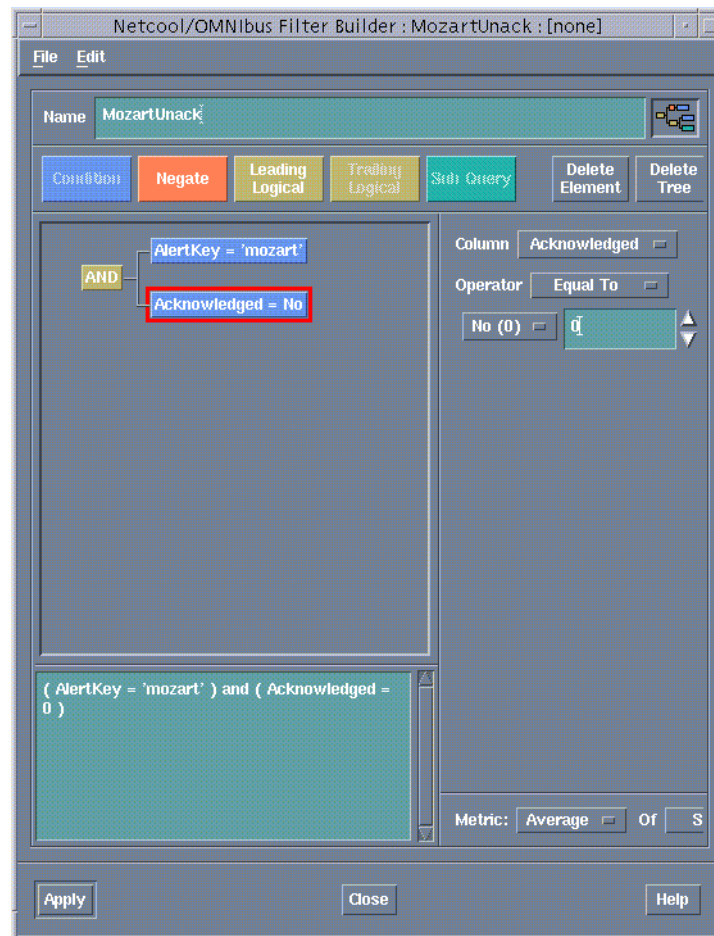 Netcool/OMNIbus Filter Builder : MozartUnack : [none]
File Edit
Name MozartUnack
Condition Negate Leading Logical Trailing Logical Sub Query Delete Element Delete Tree
AlertKey = 'mozart'
AND
Acknowledged = No
Column Acknowledged
Operator Equal To
No (0) 0
( AlertKey = 'mozart' ) and ( Acknowledged =
0 )
Metric: Average Of S
Apply Close Help